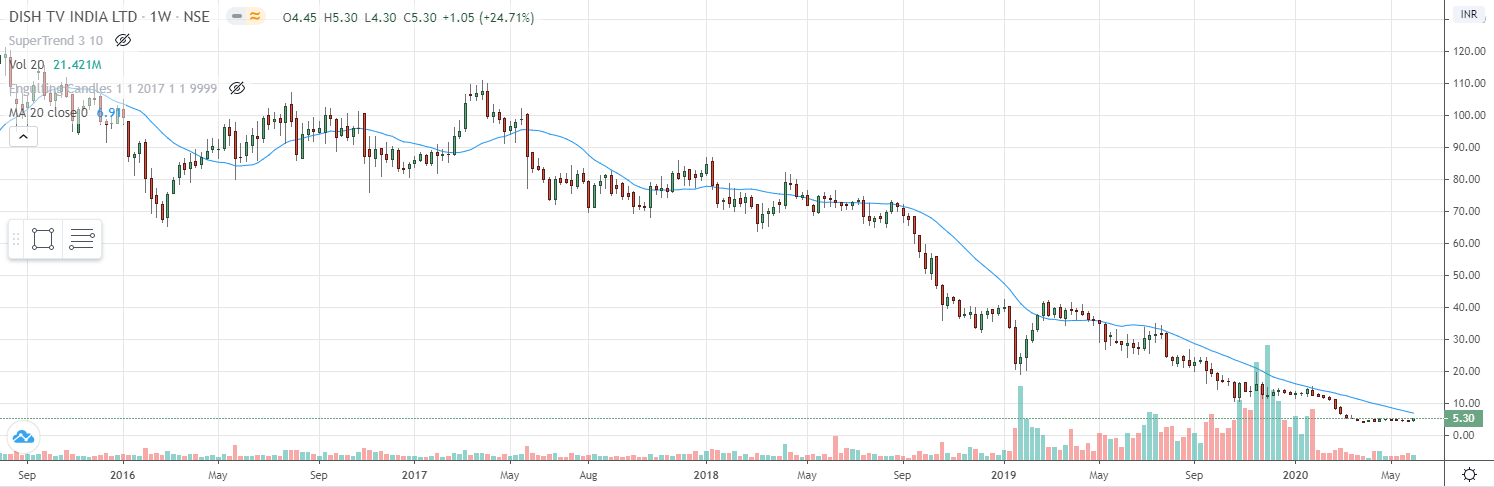 DISH TV INDIA LTD · 1W · NSE O4.45 H5.30 L4.30 C5.30 +1.05 (+24.71%)
INR
SuperTrend 3 10
Vol 20 21.421M
Engulfing Candles 1 1 2017 1 1 9999
MA 20 close 0 6.91
120.00
110.00
100.00
90.00
80.00
70.00
60.00
50.00
40.00
30.00
20.00
10.00
5.30
0.00
Sep 2016 May Sep 2017 May Aug 2018 May Sep 2019 May Sep 2020 May